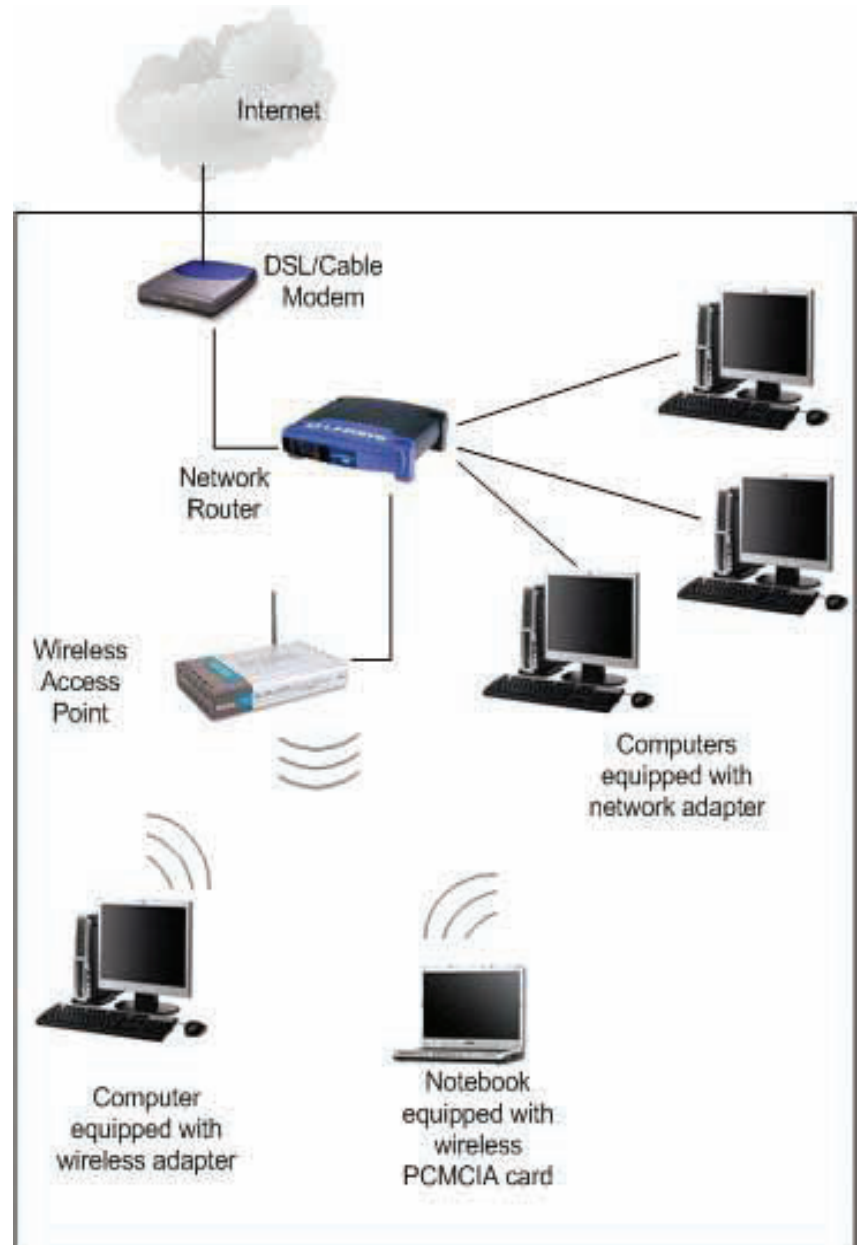 Internet
DSL/Cable
Modem
LINKSYS
Network
Router
Wireless
Access
Point
Computers
equipped with
network adapter
Computer
equipped with
wireless adapter
Notebook
equipped with
wireless
PCMCIA card